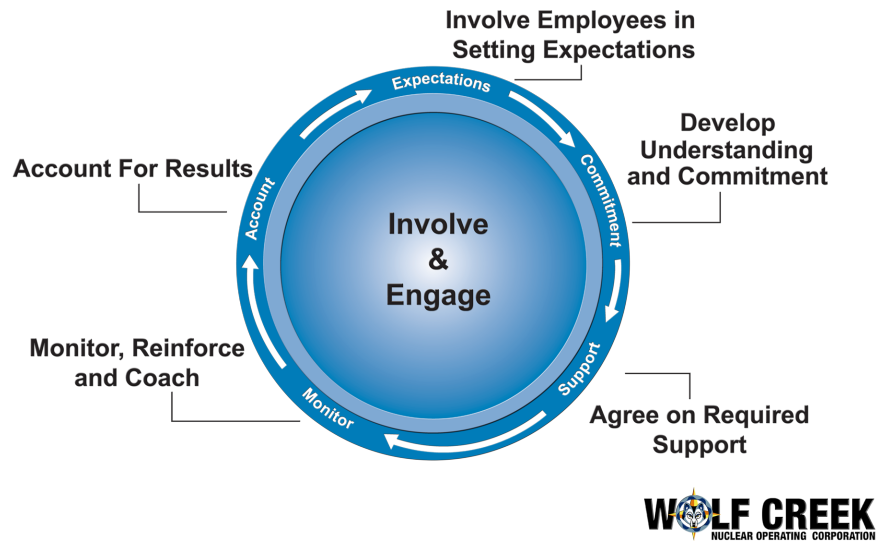 Involve Employees in
Setting Expectations
Expectations
Develop
Understanding
and Commitment
Commitment
Account For Results
Account
Involve
&
Engage
Monitor, Reinforce
and Coach
Monitor
Support
Agree on Required
Support
WOLF CREEK
NUCLEAR OPERATING CORPORATION